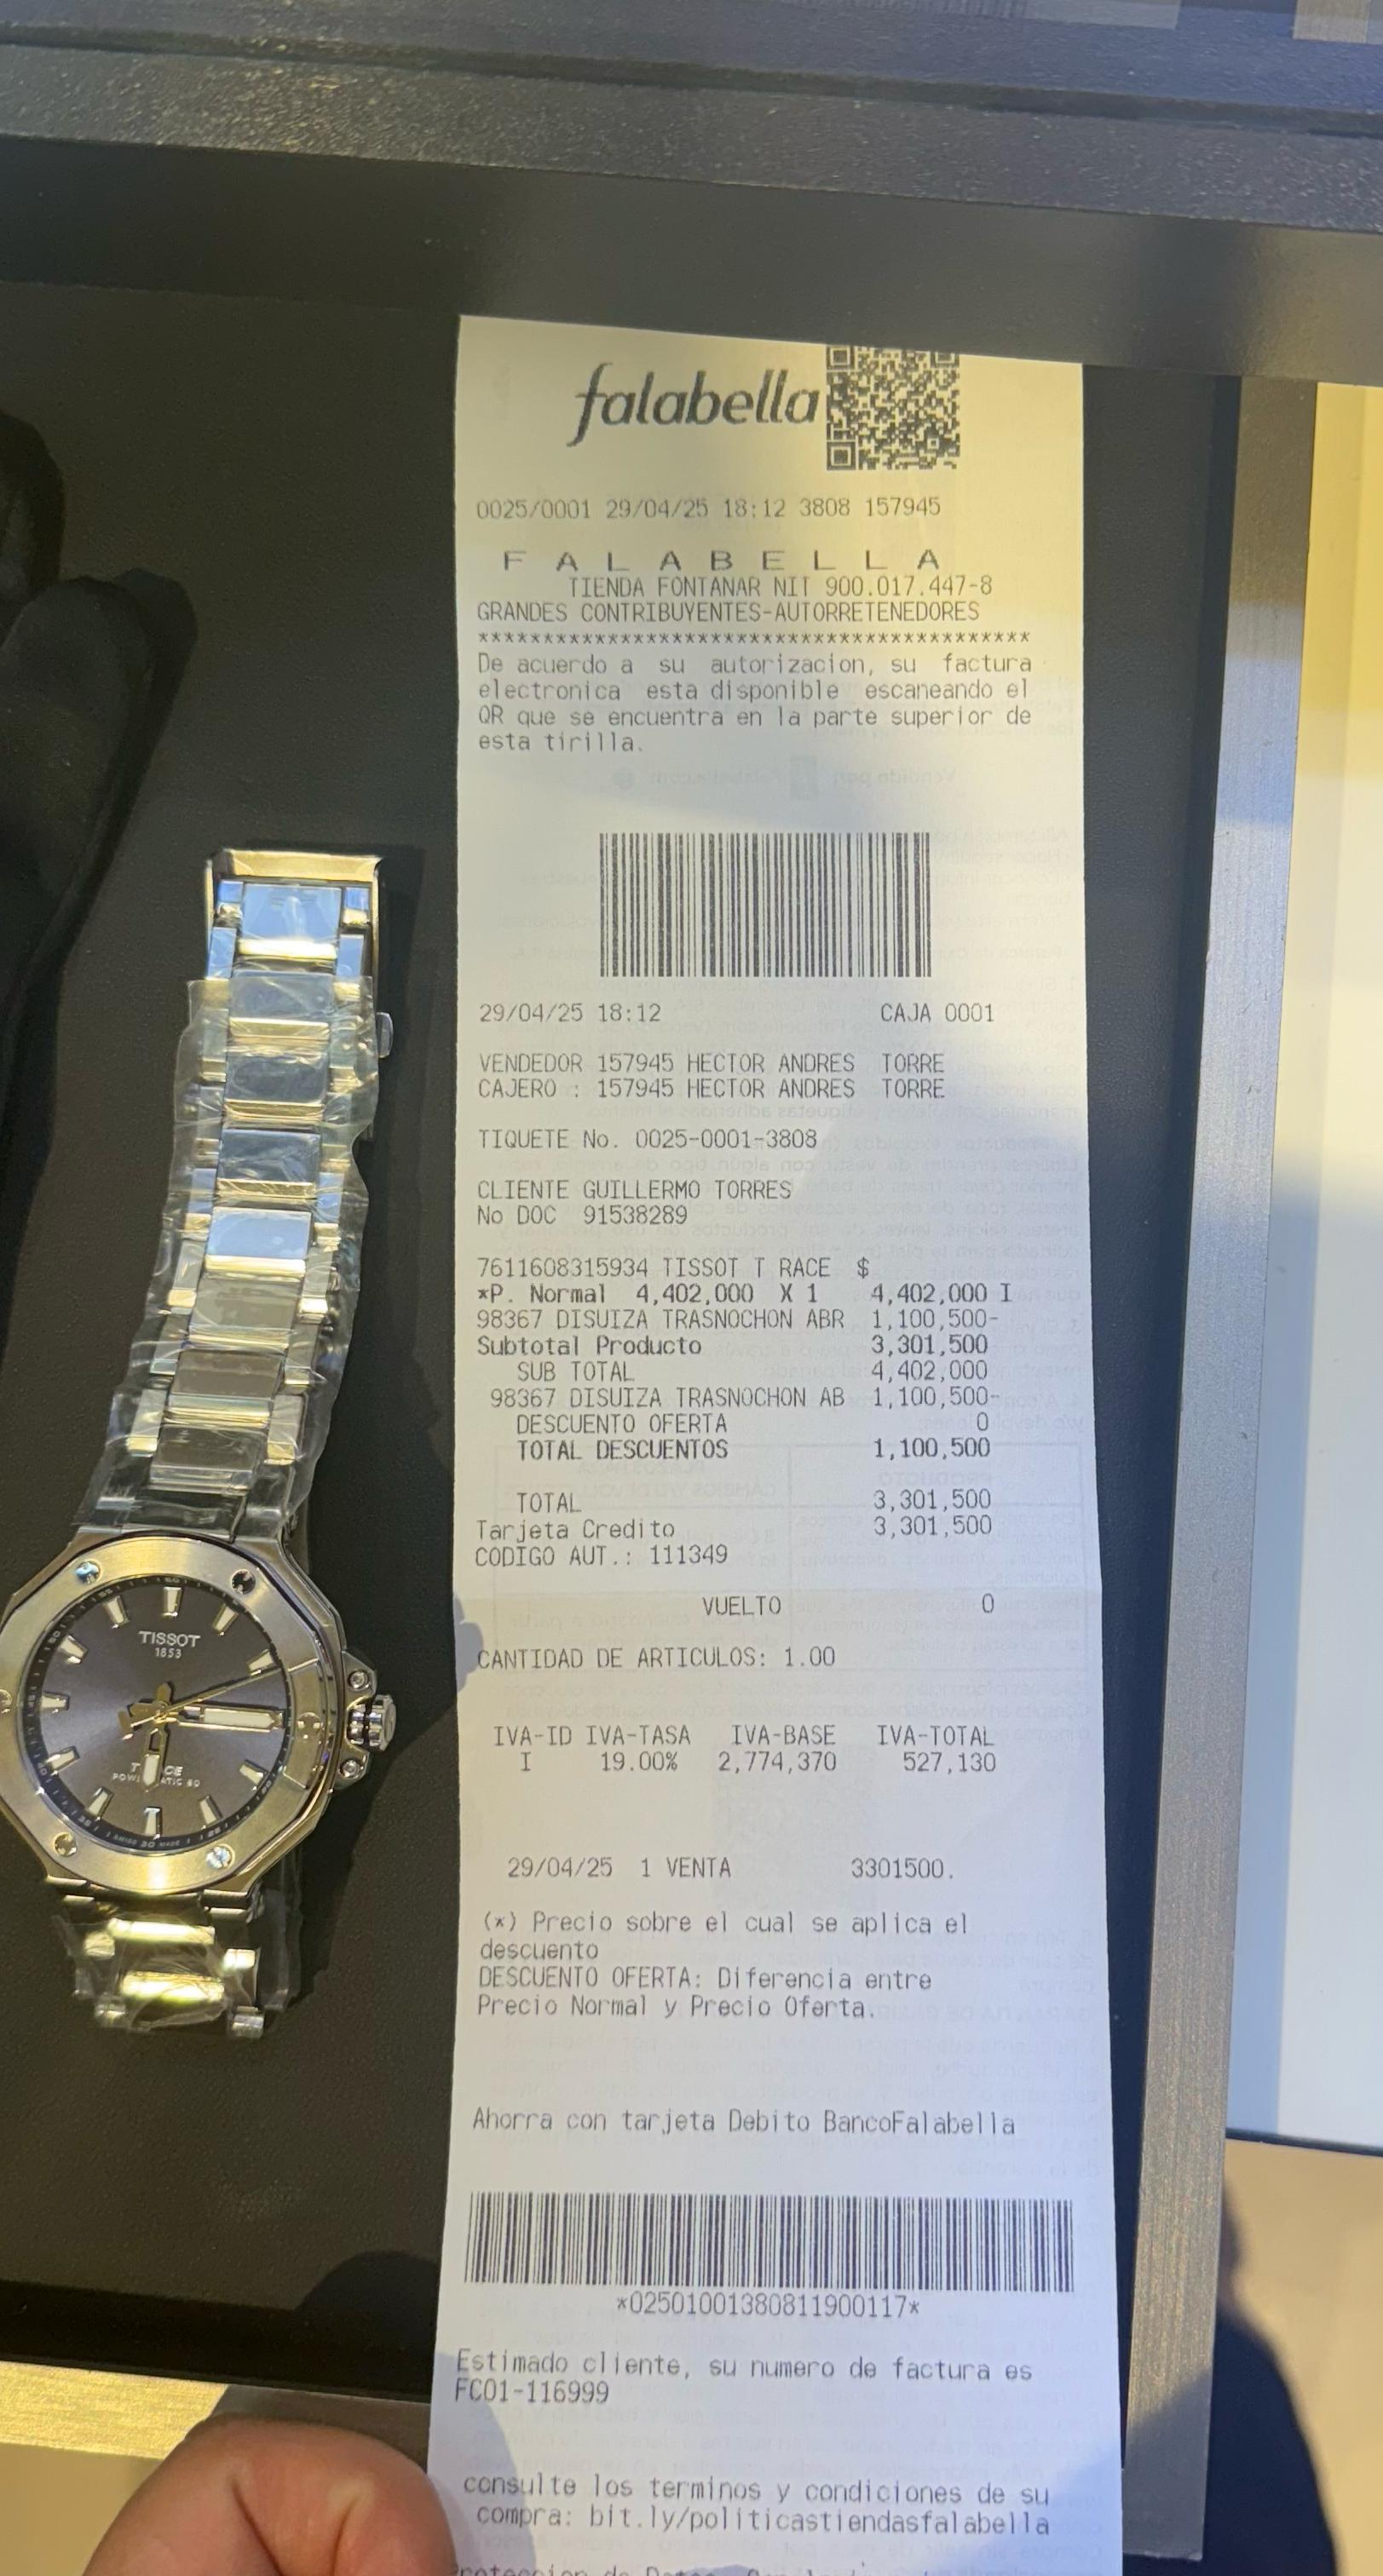 falabella
0025/0001 29/04/25 18:12 3808 157945
F A L A B E L L A
TIENDA FONTANAR NIT 900.017.447-8
GRANDES CONTRIBUYENTES-AUTORRETENEDORES
******************************************
De acuerdo a su autorizacion, su factura
electronica esta disponible escaneando el
QR que se encuentra en la parte superior de
esta tirilla.
29/04/25 18:12 CAJA 0001
VENDEDOR 157945 HECTOR ANDRES TORRE
CAJERO : 157945 HECTOR ANDRES TORRE
TIQUETE No. 0025-0001-3808
CLIENTE GUILLERMO TORRES
No DOC 91538289
7611608315934 TISSOT T RACE $
*P. Normal 4,402,000 X 1 4,402,000 I
98367 DISUIZA TRASNOCHON ABR 1,100,500-
Subtotal Producto 3,301,500
SUB TOTAL 4,402,000
98367 DISUIZA TRASNOCHON AB 1,100,500-
DESCUENTO OFERTA 0
TOTAL DESCUENTOS 1,100,500
TOTAL 3,301,500
Tarjeta Credito 3,301,500
CODIGO AUT.: 111349
VUELTO 0
CANTIDAD DE ARTICULOS: 1.00
IVA-ID IVA-TASA IVA-BASE IVA-TOTAL
I 19.00% 2,774,370 527,130
29/04/25 1 VENTA 3301500.
(*) Precio sobre el cual se aplica el
descuento
DESCUENTO OFERTA: Diferencia entre
Precio Normal y Precio Oferta.
Ahorra con tarjeta Debito BancoFalabella
*02501001380811900117*
Estimado cliente, su numero de factura es
FC01-116999
consulte los terminos y condiciones de su
compra: bit.ly/politicastiendasfalabella
TISSOT
1853